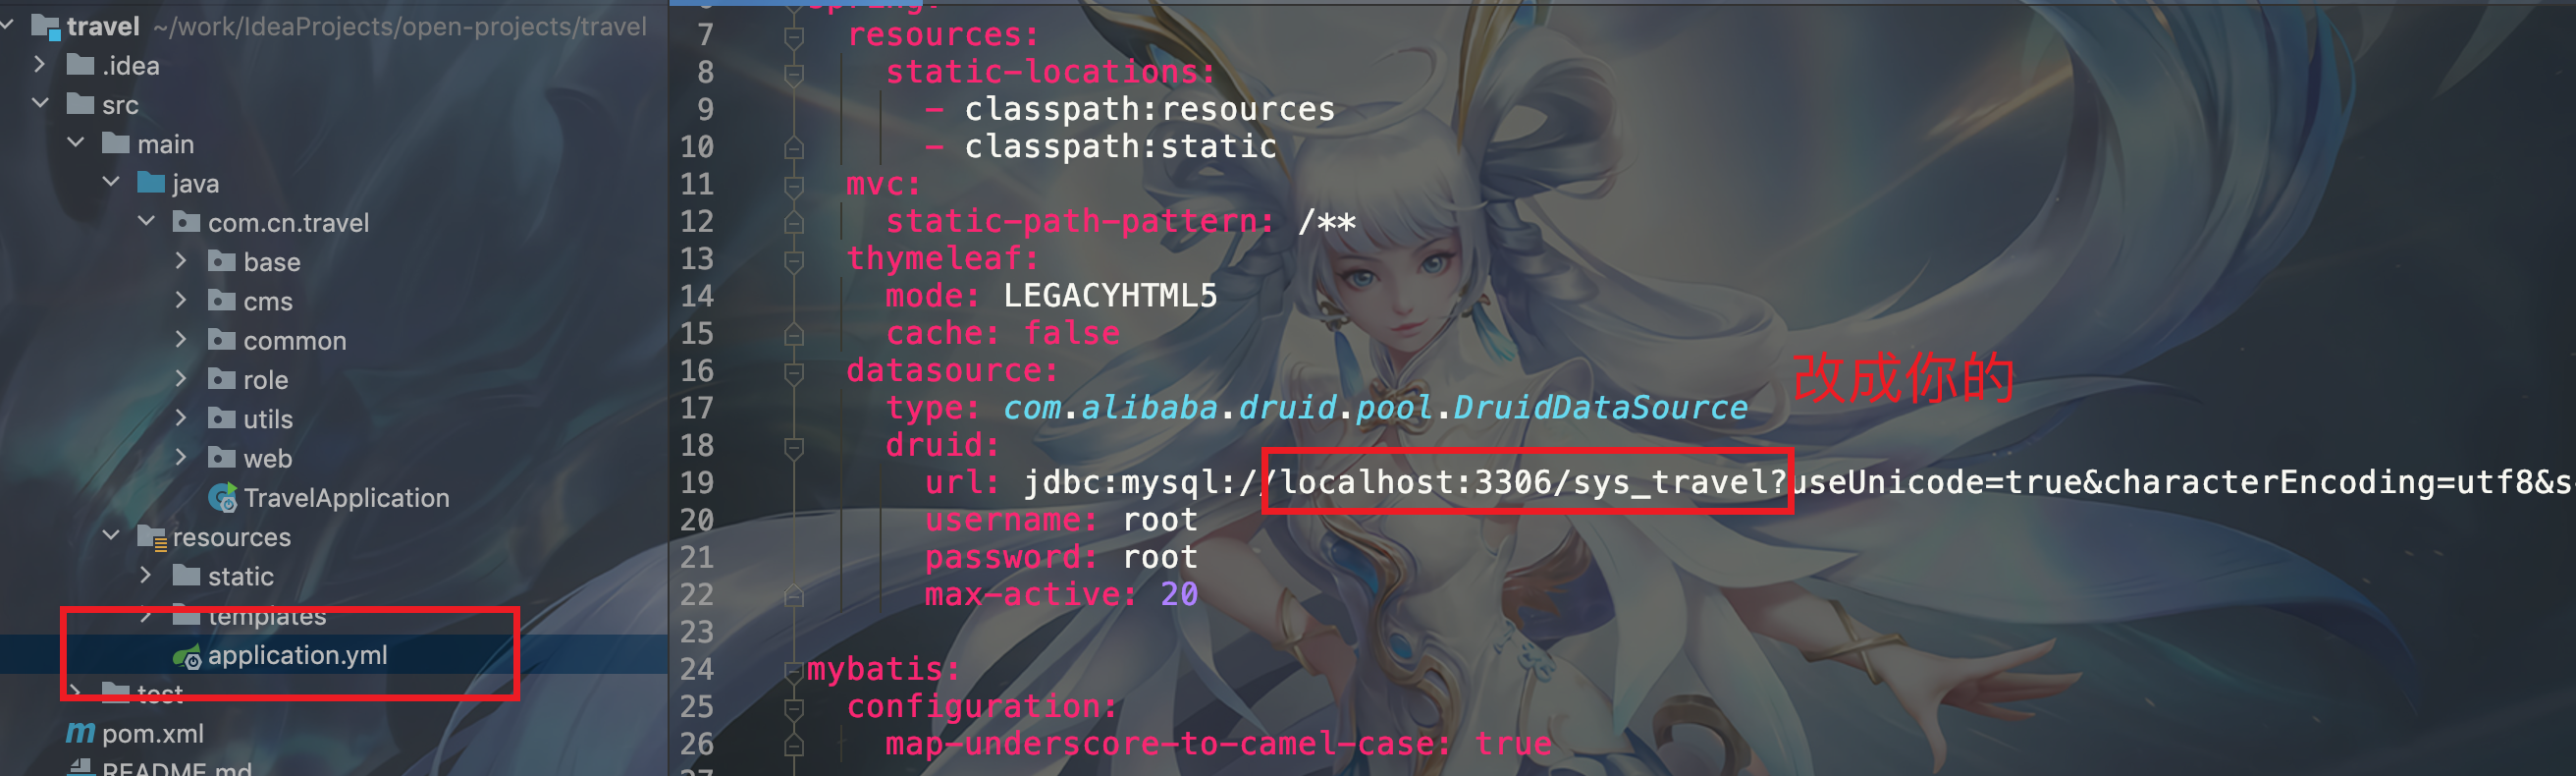 travel ~/work/IdeaProjects/open-projects/travel
.idea
src
main
java
com.cn.travel
base
cms
common
role
utils
web
TravelApplication
resources
static
templates
application.yml
test
pom.xml
README.md
spring:
7 resources:
8 static-locations:
9 - classpath:resources
10 - classpath:static
11 mvc:
12 static-path-pattern: /**
13 thymeleaf:
14 mode: LEGACYHTML5
15 cache: false
16 datasource:
改成你的
17 type: com.alibaba.druid.pool.DruidDataSource
18 druid:
19 url: jdbc:mysql://localhost:3306/sys_travel?useUnicode=true&characterEncoding=utf8&s
20 username: root
21 password: root
22 max-active: 20
23
24 mybatis:
25 configuration:
26 map-underscore-to-camel-case: true
27